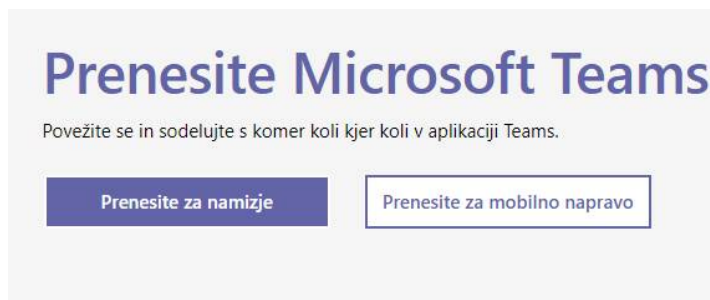 Prenesite Microsoft Teams
Povežite se in sodelujte s komer koli kjer koli v aplikaciji Teams.
Prenesite za namizje
Prenesite za mobilno napravo